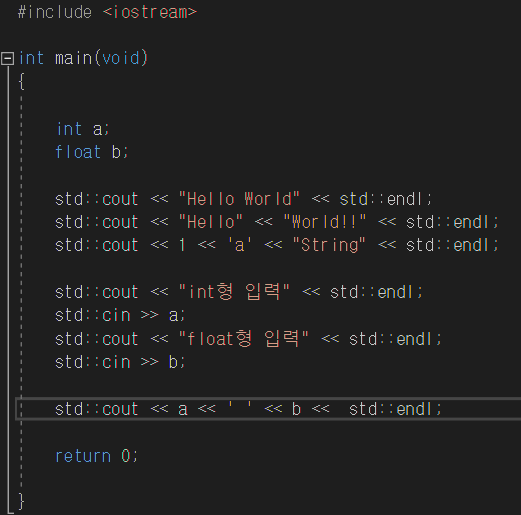 #include <iostream>
int main(void)
{
int a;
float b;
std::cout << "Hello World" << std::endl;
std::cout << "Hello" << "World!!" << std::endl;
std::cout << 1 << 'a' << "String" << std::endl;
std::cout << "int형 입력" << std::endl;
std::cin >> a;
std::cout << "float형 입력" << std::endl;
std::cin >> b;
std::cout << a << ' ' << b <<  std::endl;
return 0;
}